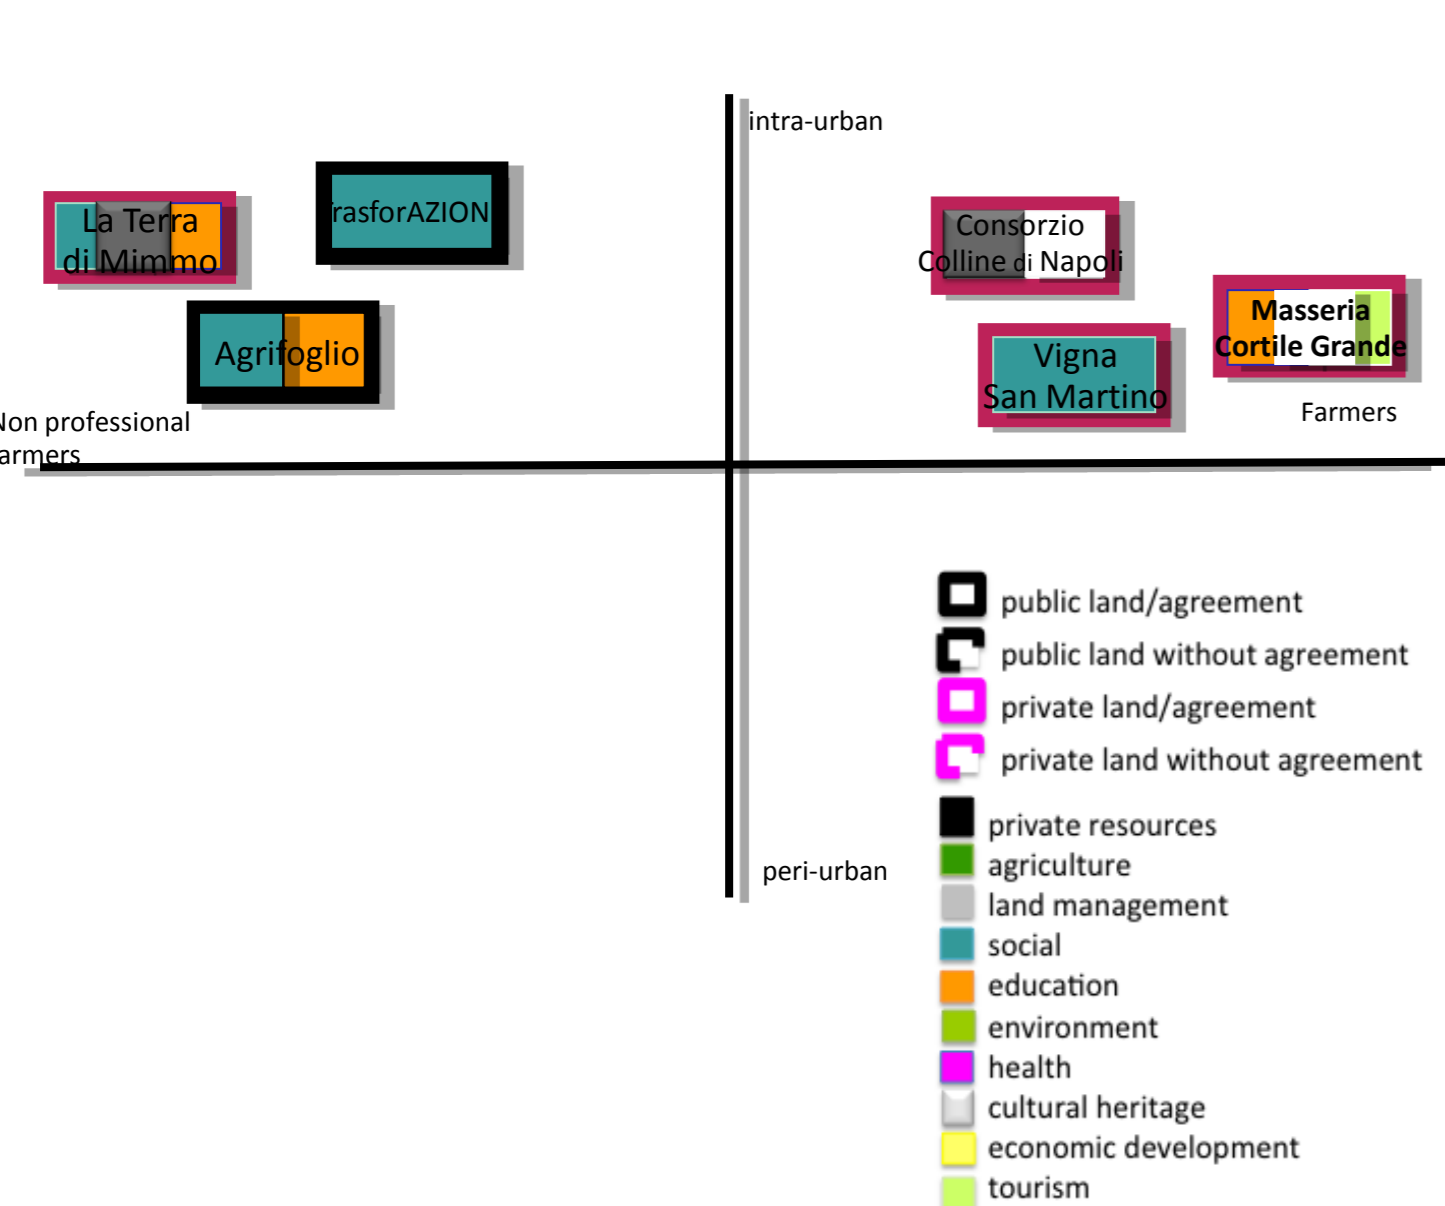 intra-urban
La Terra
di Mimmo
rasforAZION
Consorzio
Colline di Napoli
Masseria
Cortile Grande
Agrifoglio
Vigna
San Martino
Non professional
armers
Farmers
public land/agreement
public land without agreement
private land/agreement
private land without agreement
peri-urban
private resources
agriculture
land management
social
education
environment
health
cultural heritage
economic development
tourism